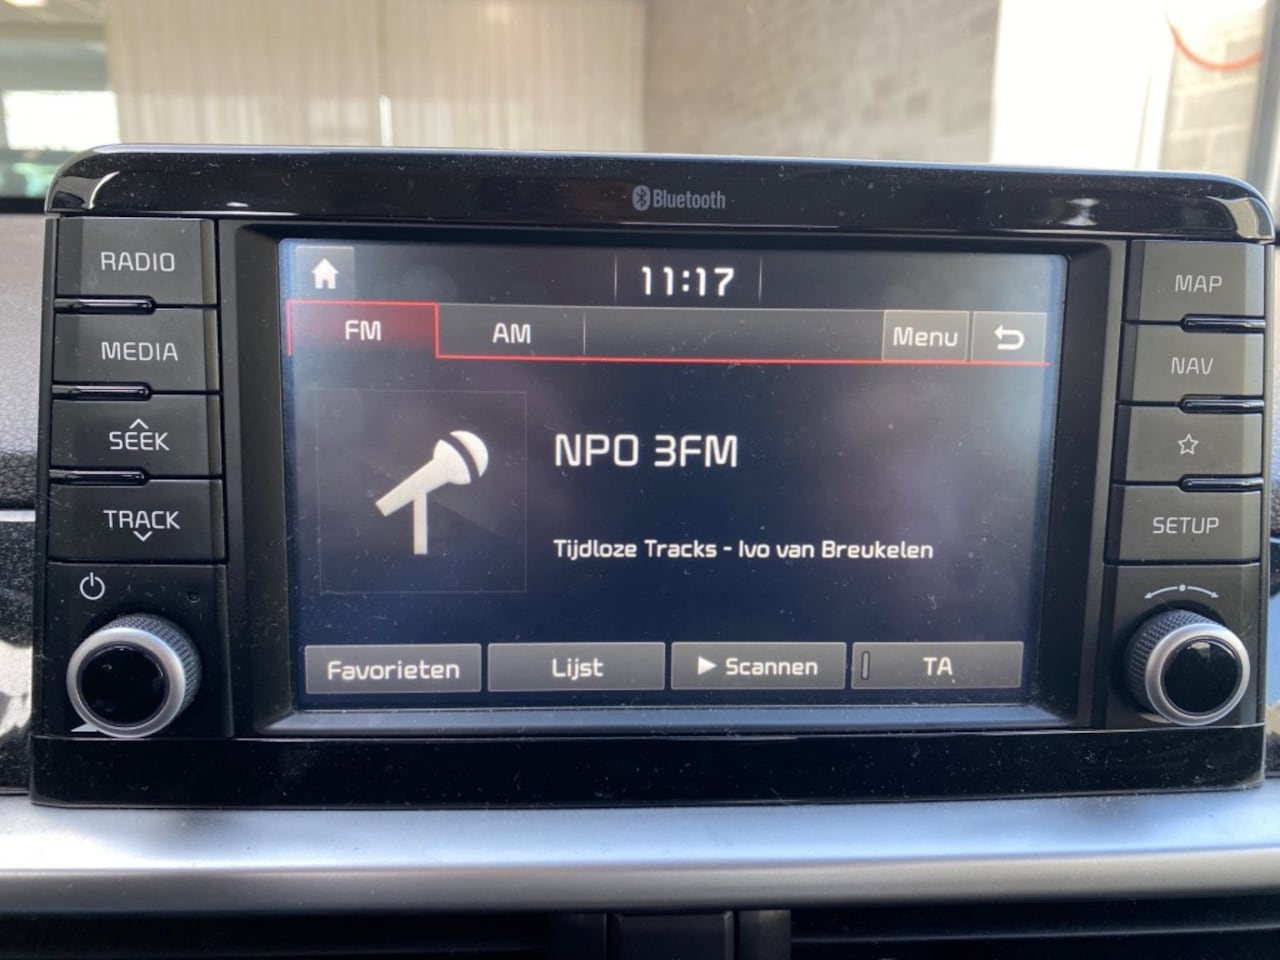 Bluetooth
RADIO
MEDIA
SEEK
TRACK
11:17
FM
AM
Menu
NPO 3FM
Tijdloze Tracks - Ivo van Breukelen
Favorieten
Lijst
Scannen
TA
MAP
NAV
SETUP